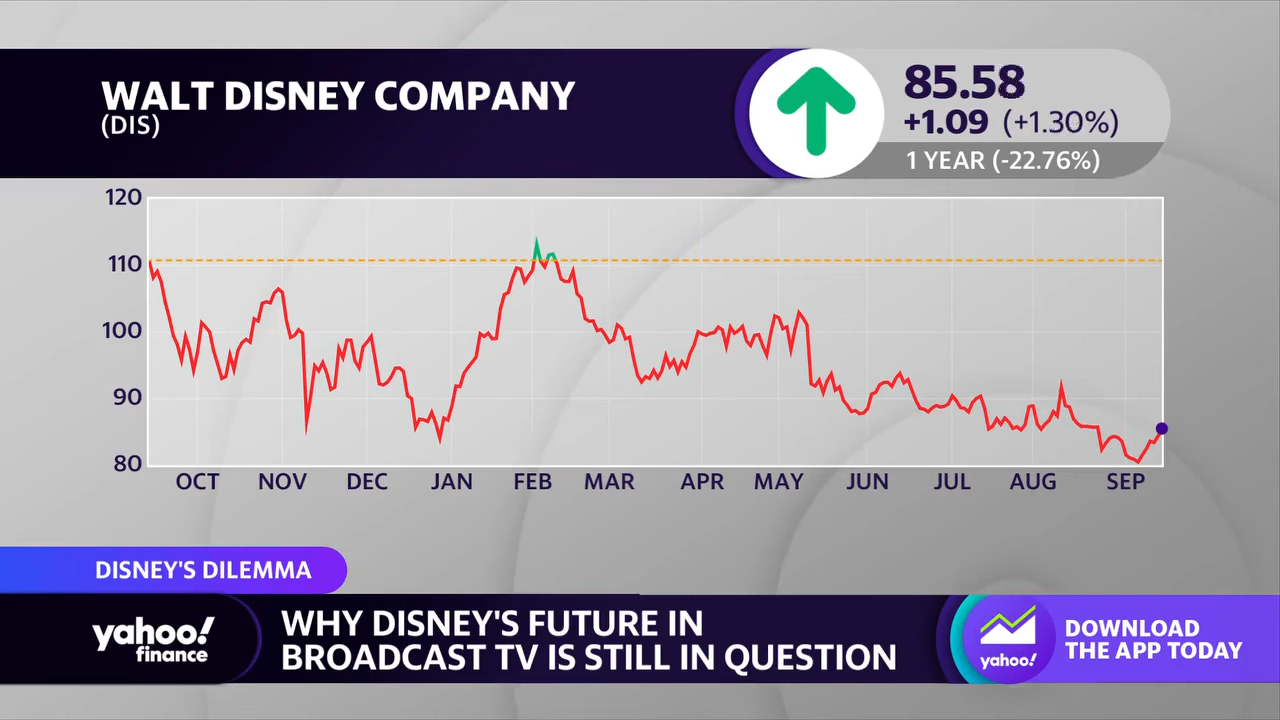 WALT DISNEY COMPANY
(DIS)
85.58
+1.09 (+1.30%)
1 YEAR (-22.76%)
120
110
100
90
80
OCT NOV DEC JAN FEB MAR APR MAY JUN JUL AUG SEP
DISNEY'S DILEMMA
yahoo!
finance
WHY DISNEY'S FUTURE IN
BROADCAST TV IS STILL IN QUESTION
yahoo!
DOWNLOAD
THE APP TODAY